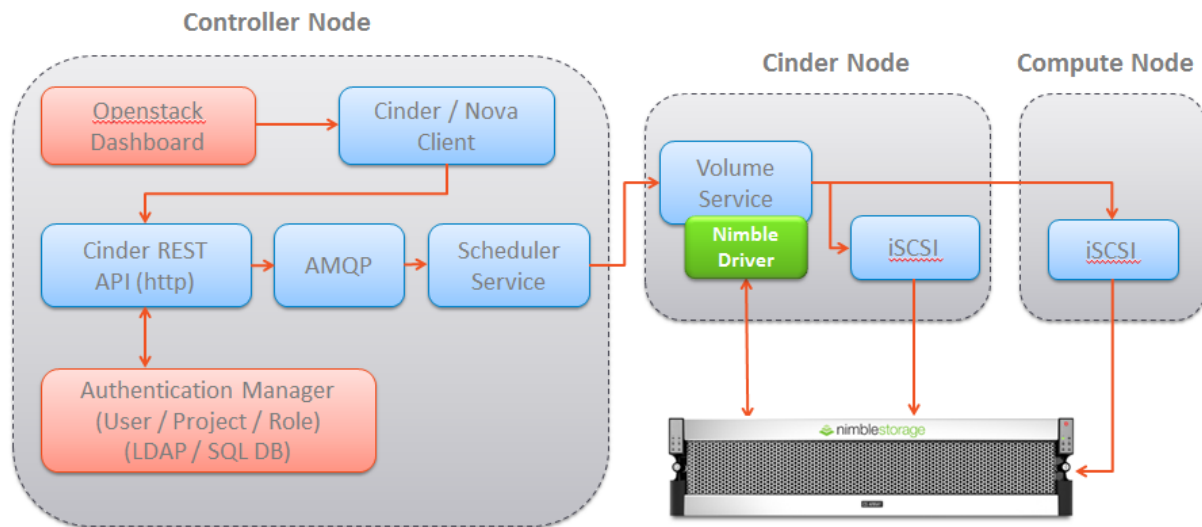 Controller Node
Openstack
Dashboard
Cinder / Nova
Client
Cinder REST
API (http)
AMQP
Scheduler
Service
Authentication Manager
(User / Project / Role)
(LDAP / SQL DB)
Cinder Node
Volume
Service
Nimble
Driver
iSCSI
Compute Node
iSCSI
nimblestorage